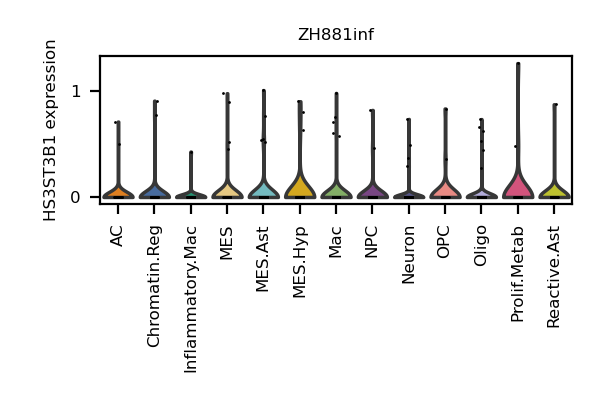 ZH881inf
HS3ST3B1 expression
1
0
AC
Chromatin.Reg
Inflammatory.Mac
MES
MES.Ast
MES.Hyp
Mac
NPC
Neuron
OPC
Oligo
Prolif.Metab
Reactive.Ast